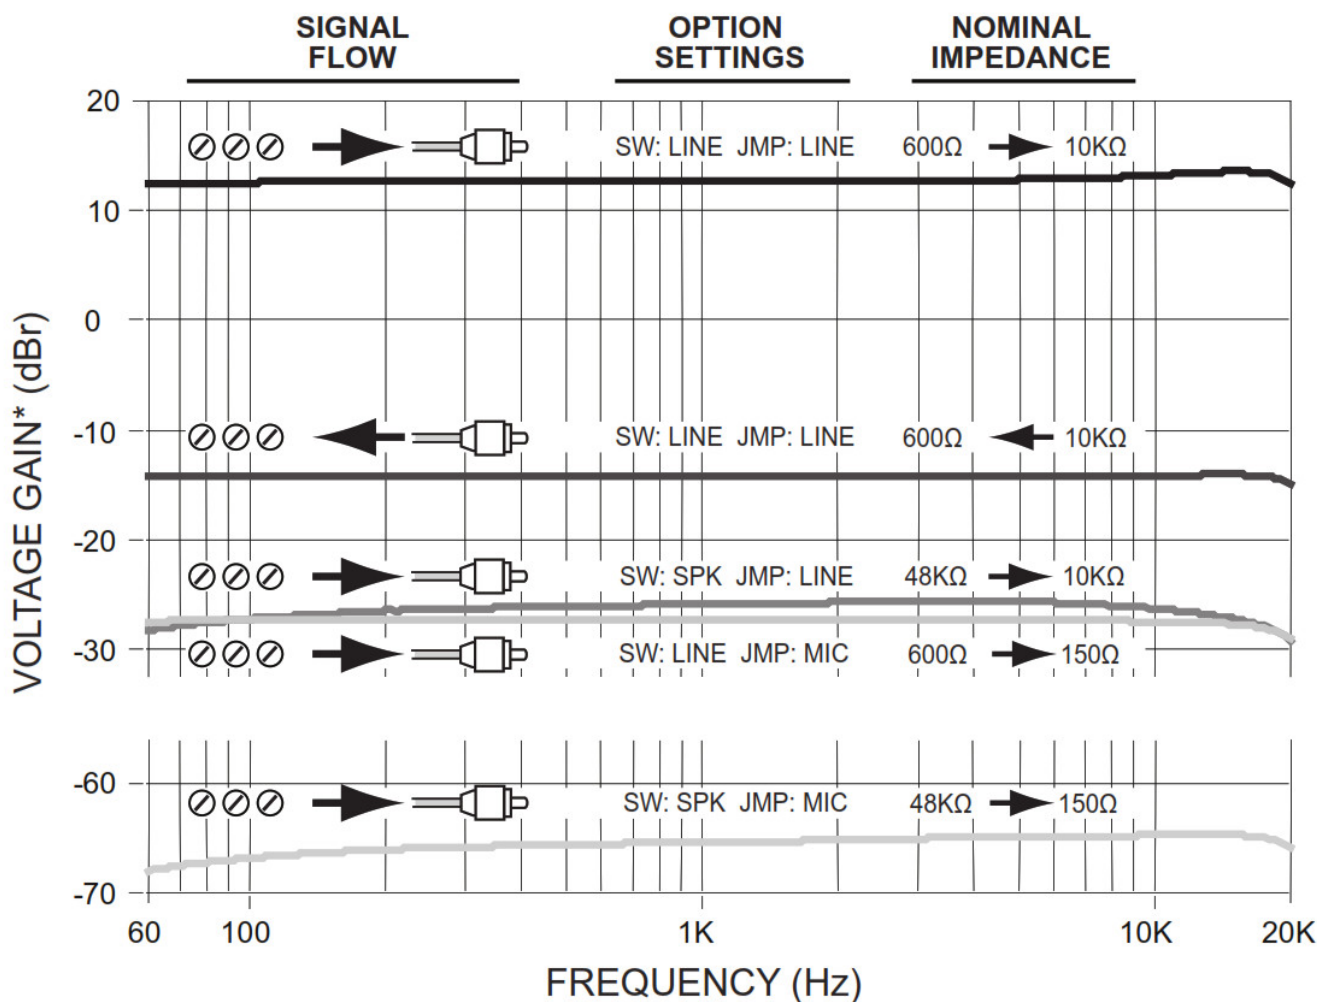 SIGNAL FLOW
OPTION SETTINGS
NOMINAL IMPEDANCE
VOLTAGE GAIN* (dBr)
20
SW: LINE JMP: LINE 600Ω 10KΩ
10
0
-10
SW: LINE JMP: LINE 600Ω 10KΩ
-20
SW: SPK JMP: LINE 48KΩ 10KΩ
-30
SW: LINE JMP: MIC 600Ω 150Ω
-60
SW: SPK JMP: MIC 48KΩ 150Ω
-70
60 100 1K 10K 20K
FREQUENCY (Hz)